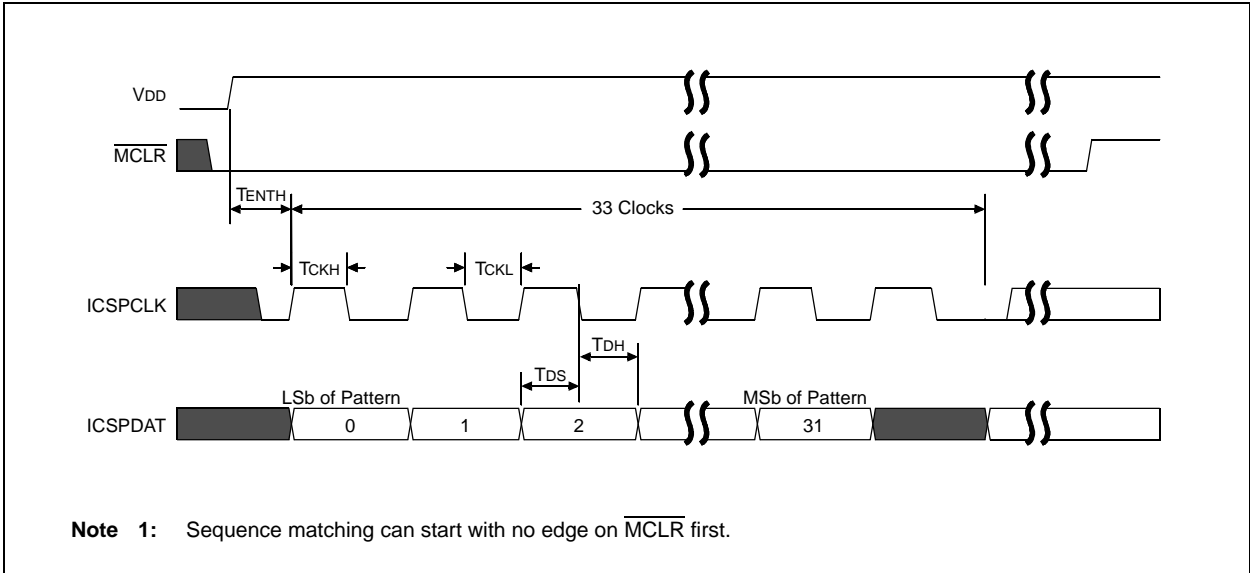 VDD
MCLR
TENTH
33 Clocks
TCKH
TCKL
ICSPCLK
TDH
TDS
LSb of Pattern
MSb of Pattern
ICSPDAT
0
1
2
31
Note 1: Sequence matching can start with no edge on MCLR first.